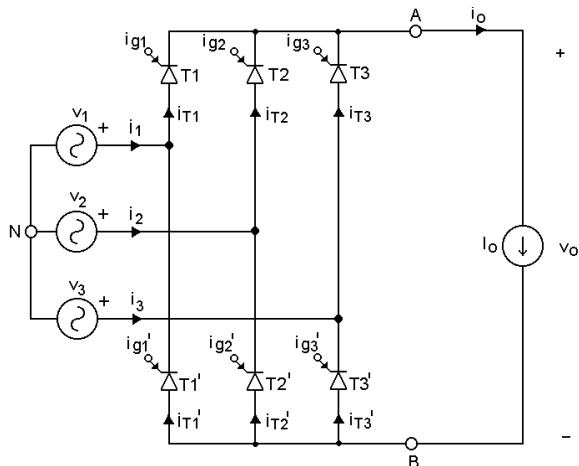 A
io
ig1
ig2
ig3
T1
T2
T3
+
iT1
iT2
iT3
v1
+
i1
v2
+
i2
N
Io
vo
v3
+
i3
ig1'
ig2'
ig3'
T1'
T2'
T3'
iT1'
iT2'
iT3'
−
B